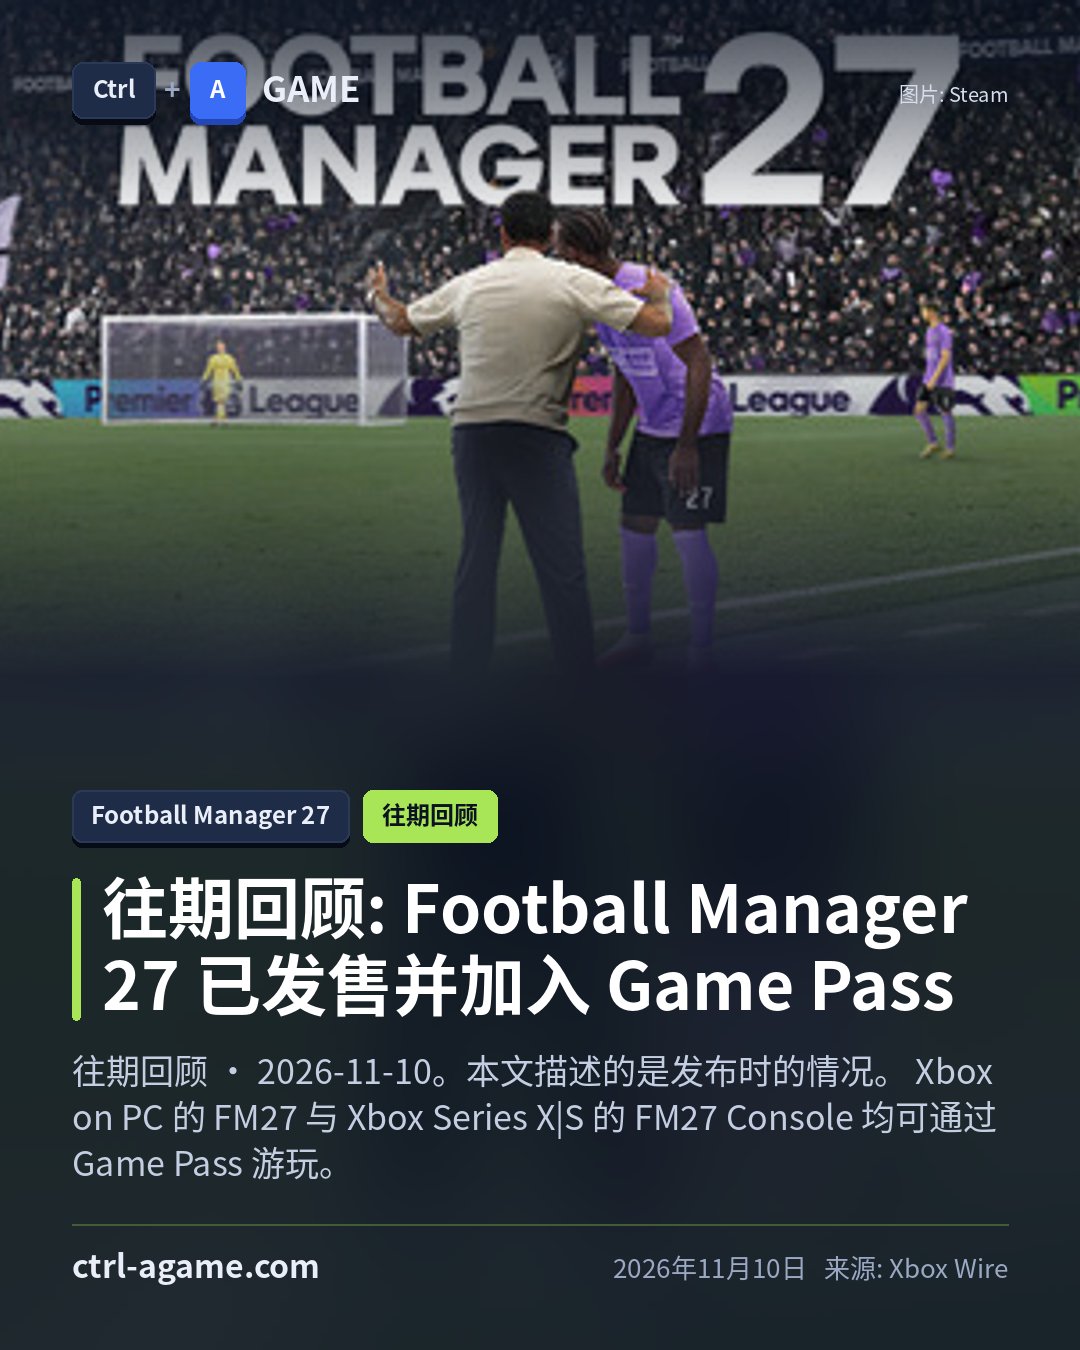 FOOTBALL
MANAGER 27
Ctrl + A GAME
图片: Steam
Premier League
League
27
Football Manager 27
往期回顾
往期回顾: Football Manager
27 已发售并加入 Game Pass
往期回顾 · 2026-11-10。本文描述的是发布时的情况。 Xbox
on PC 的 FM27 与 Xbox Series X|S 的 FM27 Console 均可通过
Game Pass 游玩。
ctrl-agame.com
2026年11月10日 来源: Xbox Wire